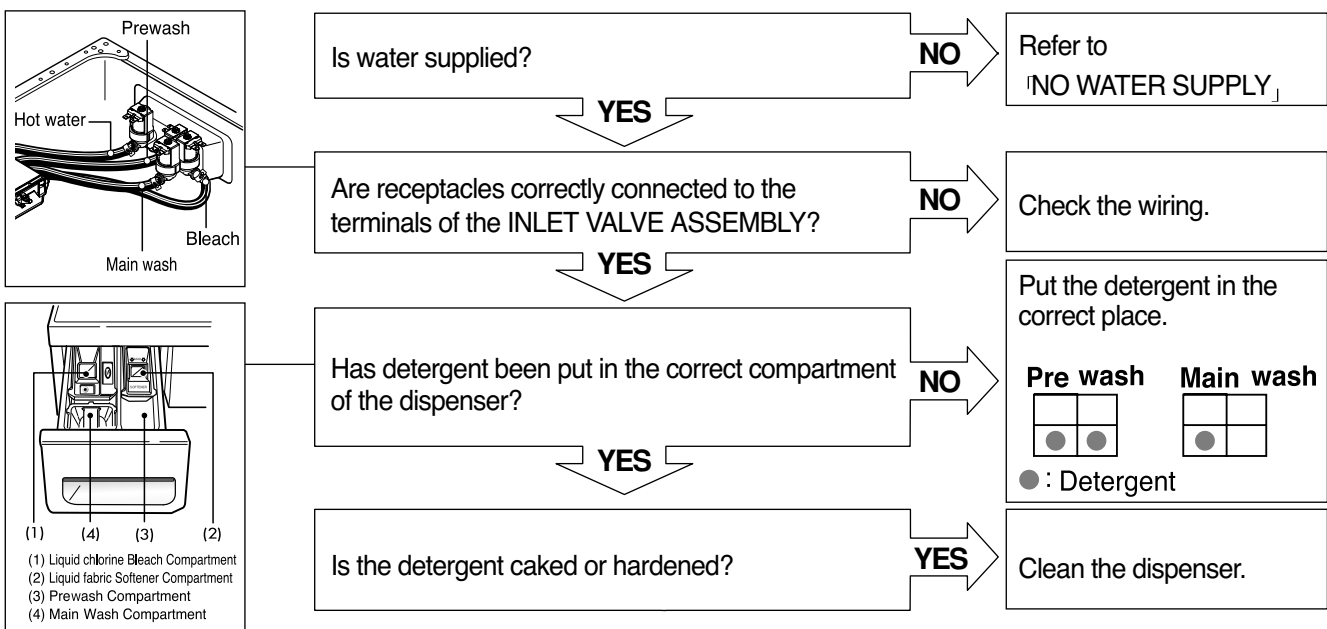 Prewash
Hot water
Bleach
Main wash
Is water supplied?
NO
Refer to
「NO WATER SUPPLY」
YES
Are receptacles correctly connected to the
terminals of the INLET VALVE ASSEMBLY?
NO
Check the wiring.
YES
Has detergent been put in the correct compartment
of the dispenser?
NO
Put the detergent in the
correct place.
Pre wash Main wash
: Detergent
YES
SOFTENER
(1) (4) (3) (2)
(1) Liquid chlorine Bleach Compartment
(2) Liquid fabric Softener Compartment
(3) Prewash Compartment
(4) Main Wash Compartment
Is the detergent caked or hardened?
YES
Clean the dispenser.